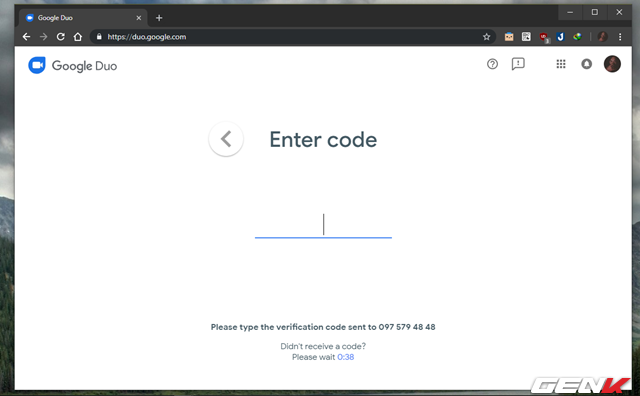 Google Duo
https://duo.google.com
Google Duo
Enter code
Please type the verification code sent to 097 579 48 48
Didn't receive a code?
Please wait 0:38
GENK